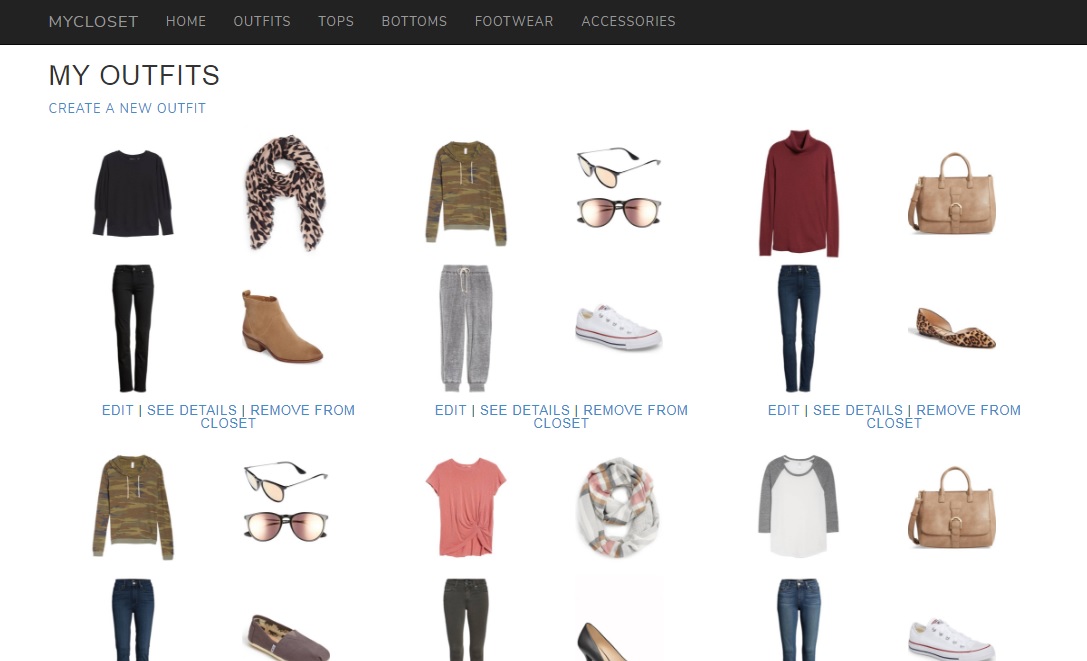 MYCLOSET HOME OUTFITS TOPS BOTTOMS FOOTWEAR ACCESSORIES
MY OUTFITS
CREATE A NEW OUTFIT
EDIT | SEE DETAILS | REMOVE FROM
CLOSET
EDIT | SEE DETAILS | REMOVE FROM
CLOSET
EDIT | SEE DETAILS | REMOVE FROM
CLOSET